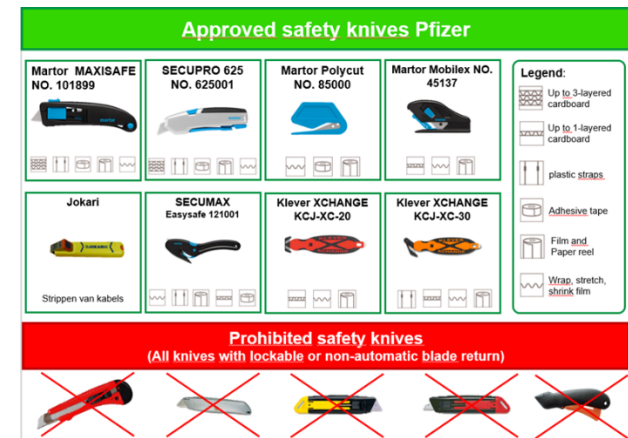 Approved safety knives Pfizer
Martor MAXISAFE
NO. 101899
SECUPRO 625
NO. 625001
Martor Polycut
NO. 85000
Martor Mobilex NO.
45137
Legend:
Up to 3-layered
cardboard
Up to 1-layered
cardboard
plastic straps
Adhesive tape
Film and
Paper reel
Wrap, stretch,
shrink film
Jokari
Strippen van kabels
SECUMAX
Easysafe 121001
Klever XCHANGE
KCJ-XC-20
Klever XCHANGE
KCJ-XC-30
Prohibited safety knives
(All knives with lockable or non-automatic blade return)